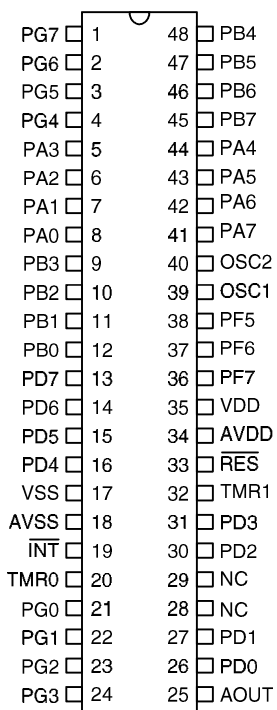 PG7 1 48 PB4
PG6 2 47 PB5
PG5 3 46 PB6
PG4 4 45 PB7
PA3 5 44 PA4
PA2 6 43 PA5
PA1 7 42 PA6
PA0 8 41 PA7
PB3 9 40 OSC2
PB2 10 39 OSC1
PB1 11 38 PF5
PB0 12 37 PF6
PD7 13 36 PF7
PD6 14 35 VDD
PD5 15 34 AVDD
PD4 16 33 RES
VSS 17 32 TMR1
AVSS 18 31 PD3
INT 19 30 PD2
TMR0 20 29 NC
PG0 21 28 NC
PG1 22 27 PD1
PG2 23 26 PD0
PG3 24 25 AOUT